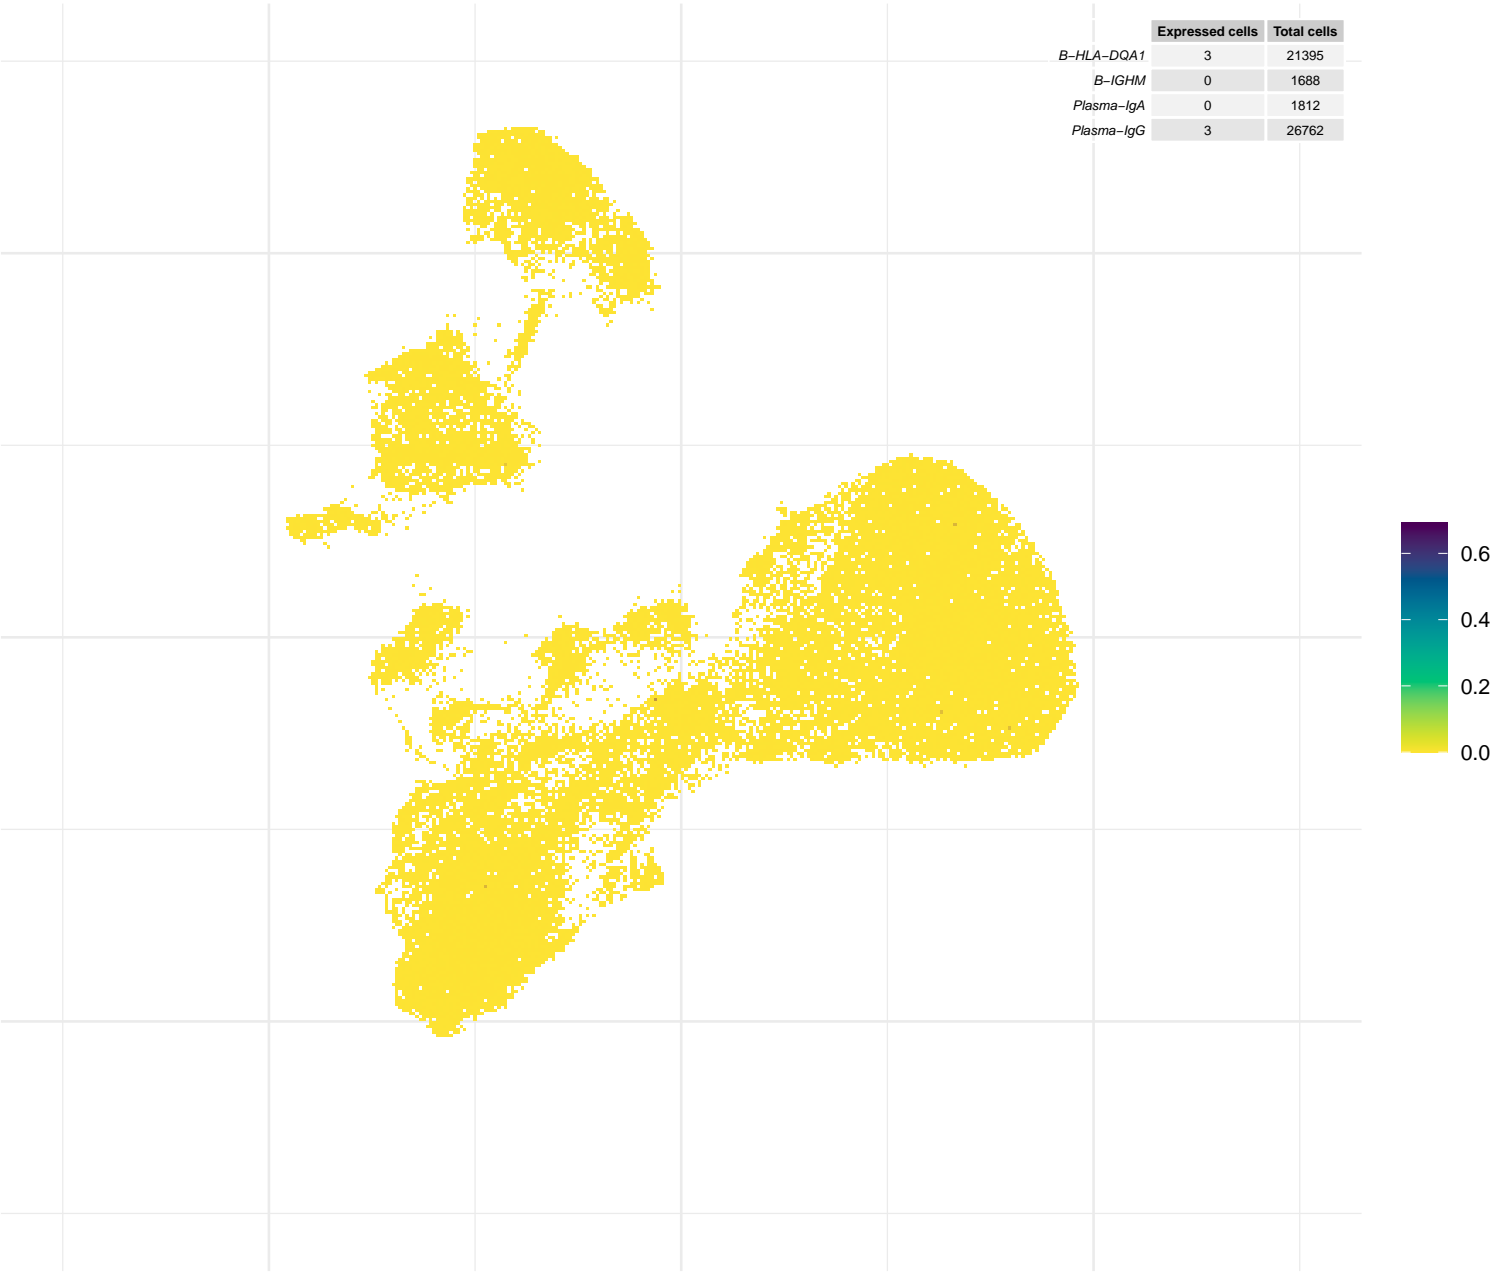 Expressed cells Total cells
B−HLA−DQA1 3 21395
B−IGHM 0 1688
Plasma−IgA 0 1812
Plasma−IgG 3 26762
0.6
0.4
0.2
0.0